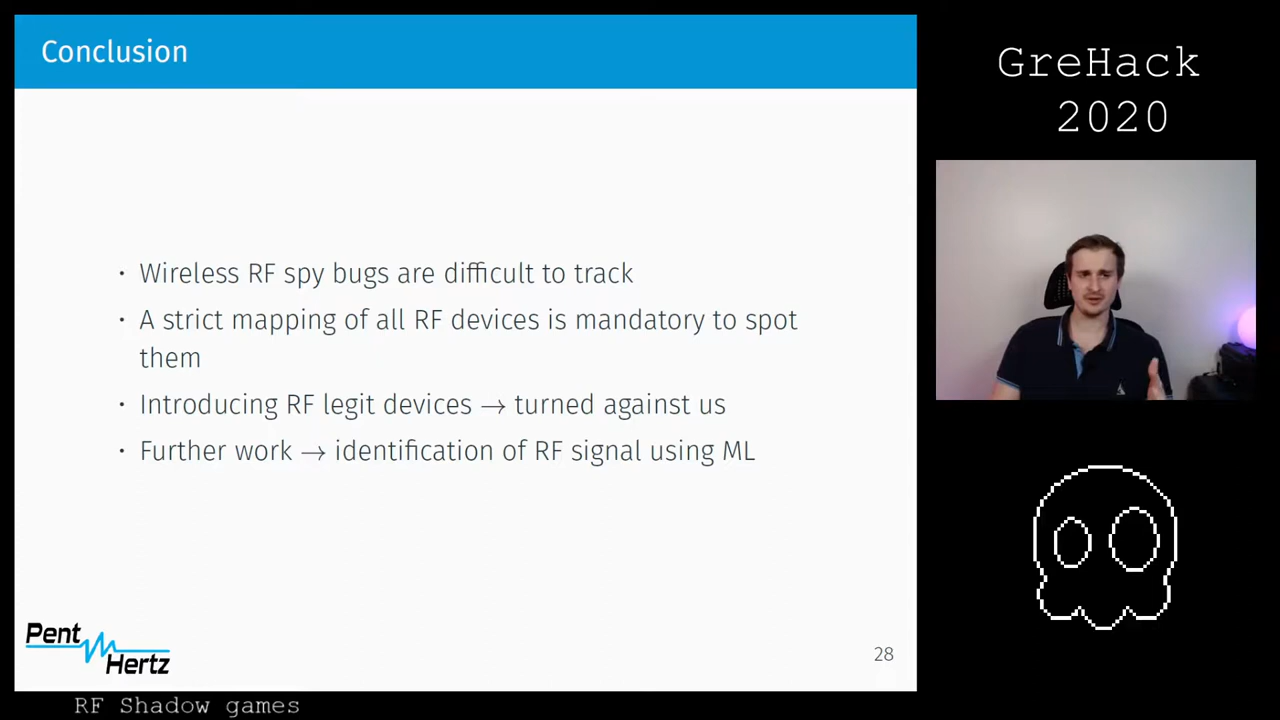 Conclusion
• Wireless RF spy bugs are difficult to track
• A strict mapping of all RF devices is mandatory to spot
them
• Introducing RF legit devices → turned against us
• Further work → identification of RF signal using ML
Pent
Hertz
28
RF Shadow games
GreHack
2020